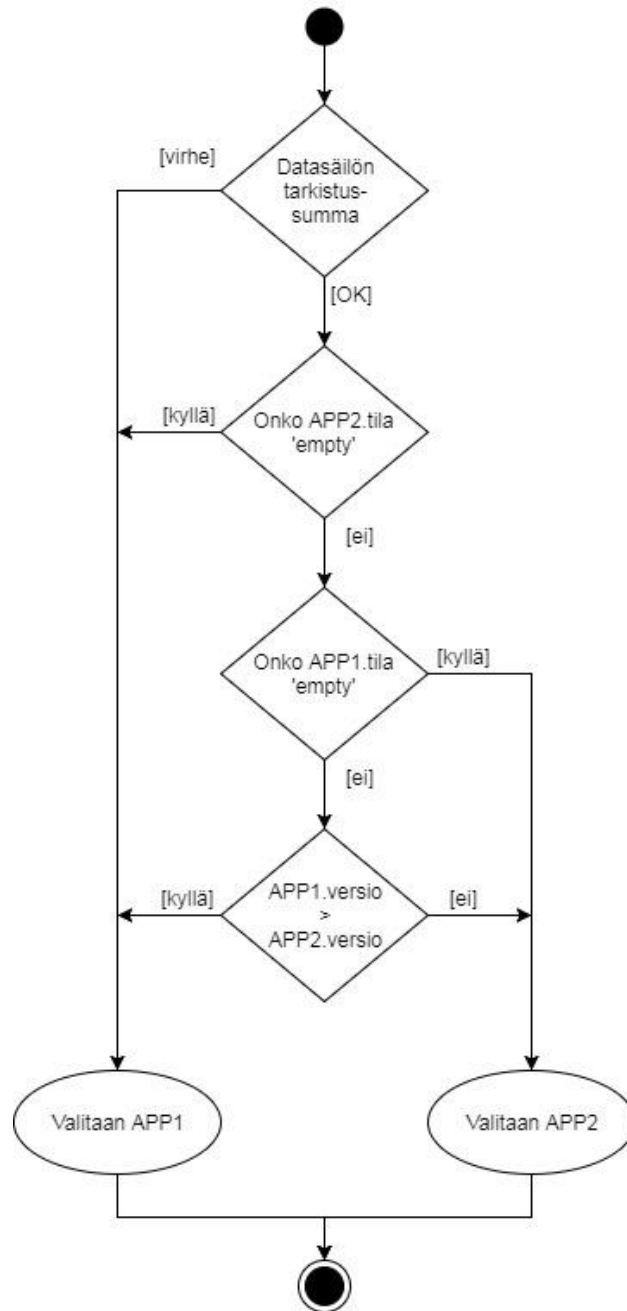 [virhe]
Datasäilön
tarkistus-
summa
[OK]
[kyllä]
Onko APP2.tila
'empty'
[ei]
Onko APP1.tila
'empty'
[kyllä]
[ei]
[kyllä]
APP1.versio
>
APP2.versio
[ei]
Valitaan APP1
Valitaan APP2